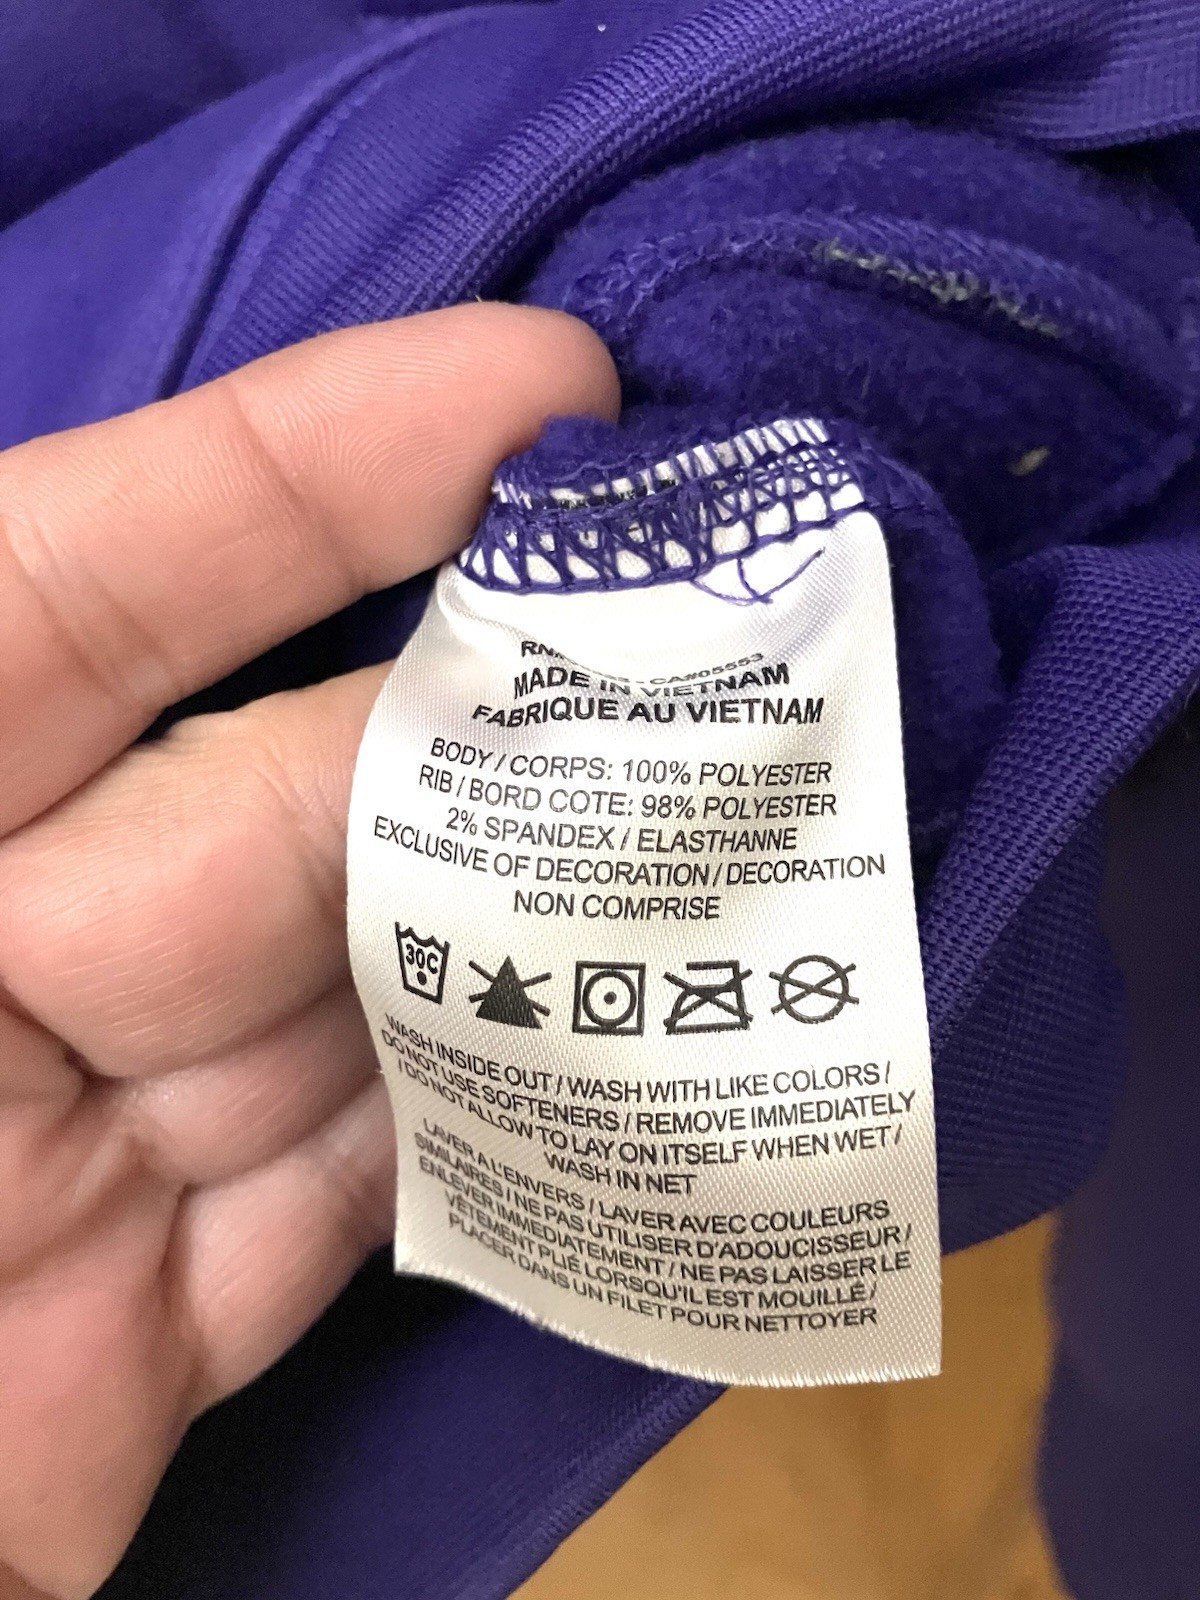 CA#05553
MADE IN VIETNAM
FABRIQUE AU VIETNAM
BODY / CORPS: 100% POLYESTER
RIB / BORD COTE: 98% POLYESTER
2% SPANDEX / ELASTHANNE
EXCLUSIVE OF DECORATION / DECORATION
NON COMPRISE
30C
WASH INSIDE OUT / WASH WITH LIKE COLORS /
DO NOT USE SOFTENERS / REMOVE IMMEDIATELY
/ DO NOT ALLOW TO LAY ON ITSELF WHEN WET /
WASH IN NET
LAVER A L'ENVERS / LAVER AVEC COULEURS
SIMILAIRES / NE PAS UTILISER D'ADOUCISSEUR /
ENLEVER IMMEDIATEMENT / NE PAS LAISSER LE
VÊTEMENT PLIÉ LORSQU'IL EST MOUILLÉ /
PLACER DANS UN FILET POUR NETTOYER